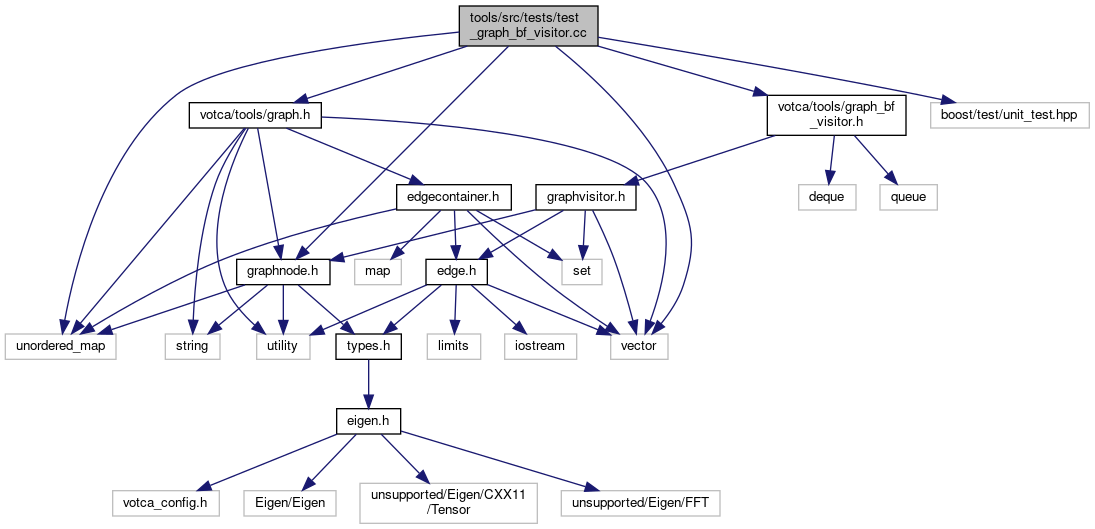 tools/src/tests/test
_graph_bf_visitor.cc
votca/tools/graph.h
votca/tools/graph_bf
_visitor.h
boost/test/unit_test.hpp
edgecontainer.h
graphvisitor.h
deque
queue
graphnode.h
map
edge.h
set
unordered_map
string
utility
types.h
limits
iostream
vector
eigen.h
votca_config.h
Eigen/Eigen
unsupported/Eigen/CXX11
/Tensor
unsupported/Eigen/FFT